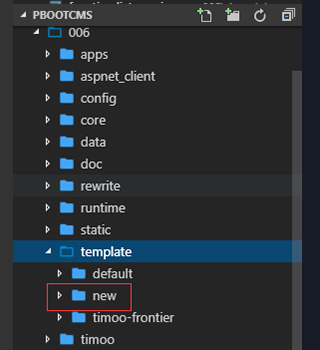 PBOOTCMS
006
apps
aspnet_client
config
core
data
doc
rewrite
runtime
static
template
default
new
timoo-frontier
timoo